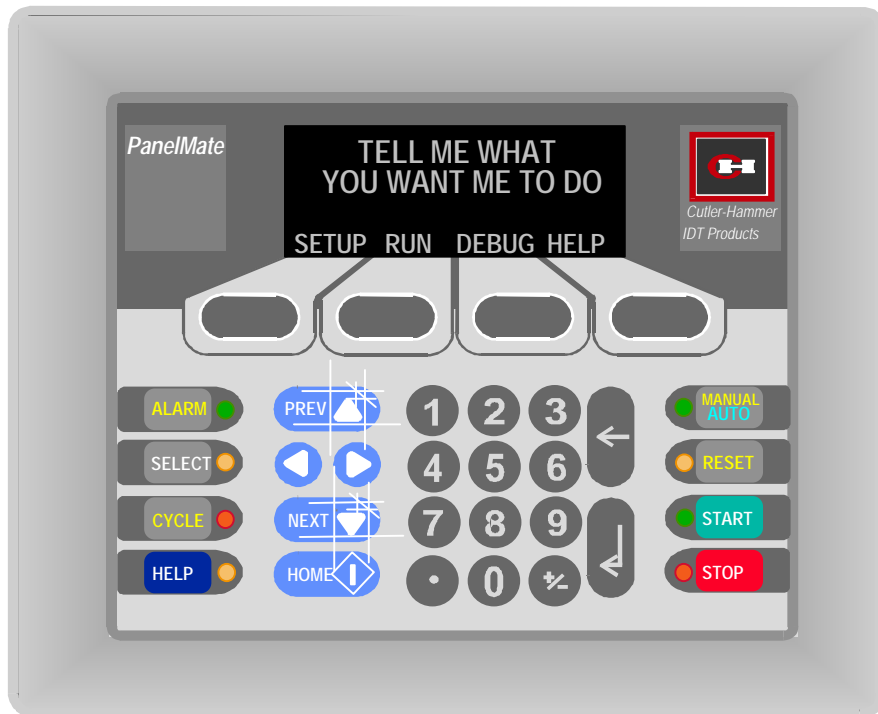 PanelMate
TELL ME WHAT
YOU WANT ME TO DO
SETUP RUN DEBUG HELP
Cutler-Hammer
IDT Products
ALARM
SELECT
CYCLE
HELP
PREV
NEXT
HOME
1 2 3
4 5 6
7 8 9
. 0 +/-
MANUAL
AUTO
RESET
START
STOP